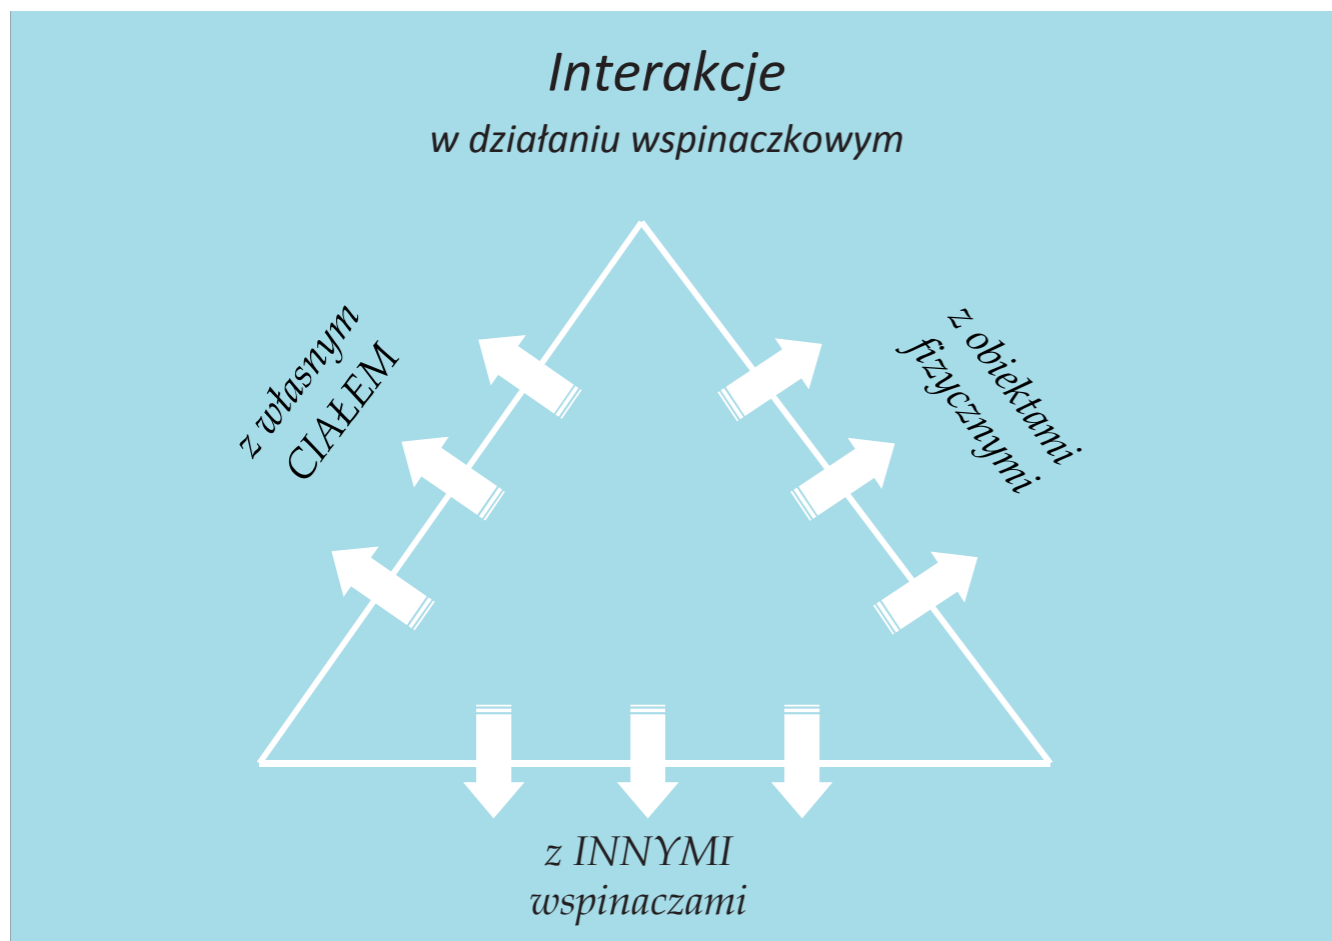 Interakcje
w działaniu wspinaczkowym
z własnym
CIAŁEM
z obiektami
fizycznymi
z INNYMI
wspinaczami